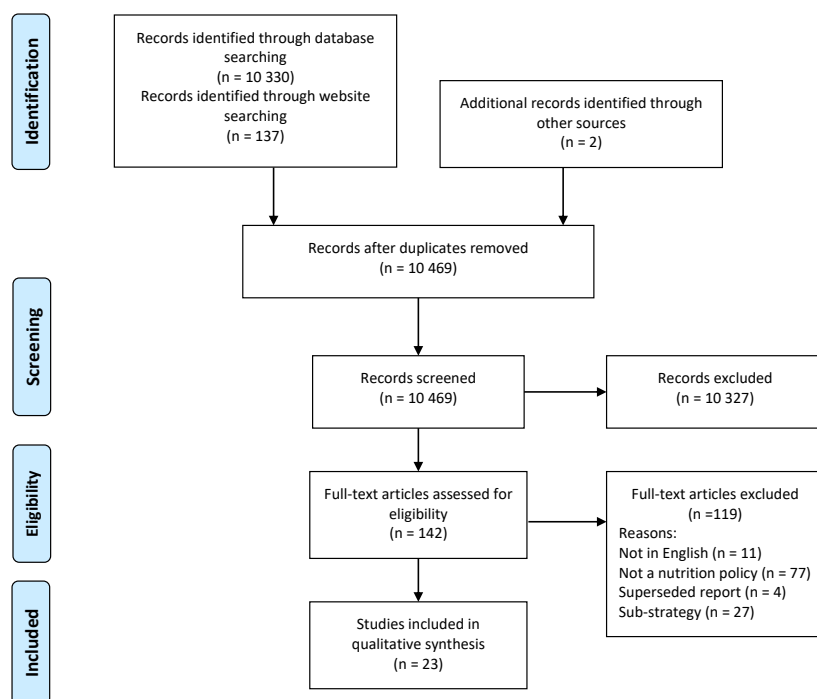 Identification
Records identified through database
searching
(n = 10 330)
Records identified through website
searching
(n = 137)
Additional records identified through
other sources
(n = 2)
Records after duplicates removed
(n = 10 469)
Screening
Records screened
(n = 10 469)
Records excluded
(n = 10 327)
Eligibility
Full-text articles assessed for
eligibility
(n = 142)
Full-text articles excluded
(n =119)
Reasons:
Not in English (n = 11)
Not a nutrition policy (n = 77)
Superseded report (n = 4)
Sub-strategy (n = 27)
Included
Studies included in
qualitative synthesis
(n = 23)